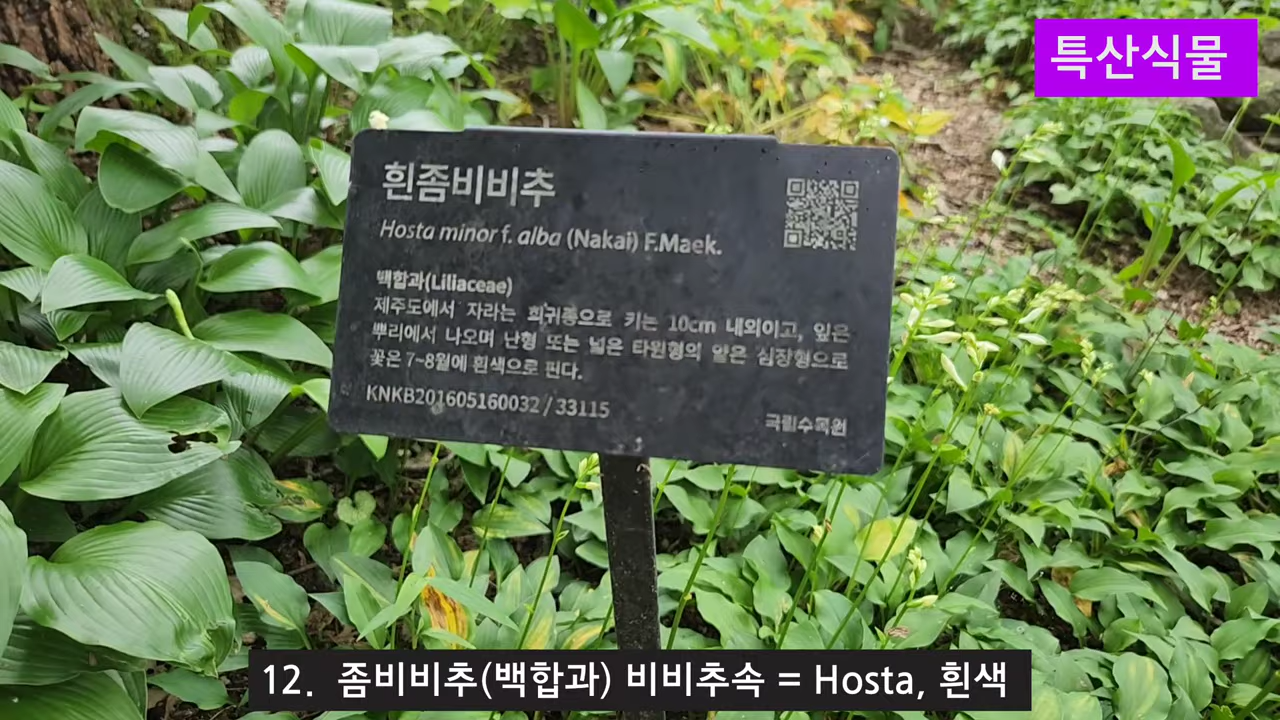 특산식물
흰좀비비추
Hosta minor f. alba (Nakai) F.Maek.
백합과(Liliaceae)
제주도에서 자라는 희귀종으로 키는 10cm 내외이고, 잎은
뿌리에서 나오며 난형 또는 넓은 타원형의 얕은 심장형으로
꽃은 7~8월에 흰색으로 핀다.
KNKB201605160032 / 33115
국립수목원
12. 좀비비추(백합과) 비비추속 = Hosta, 흰색